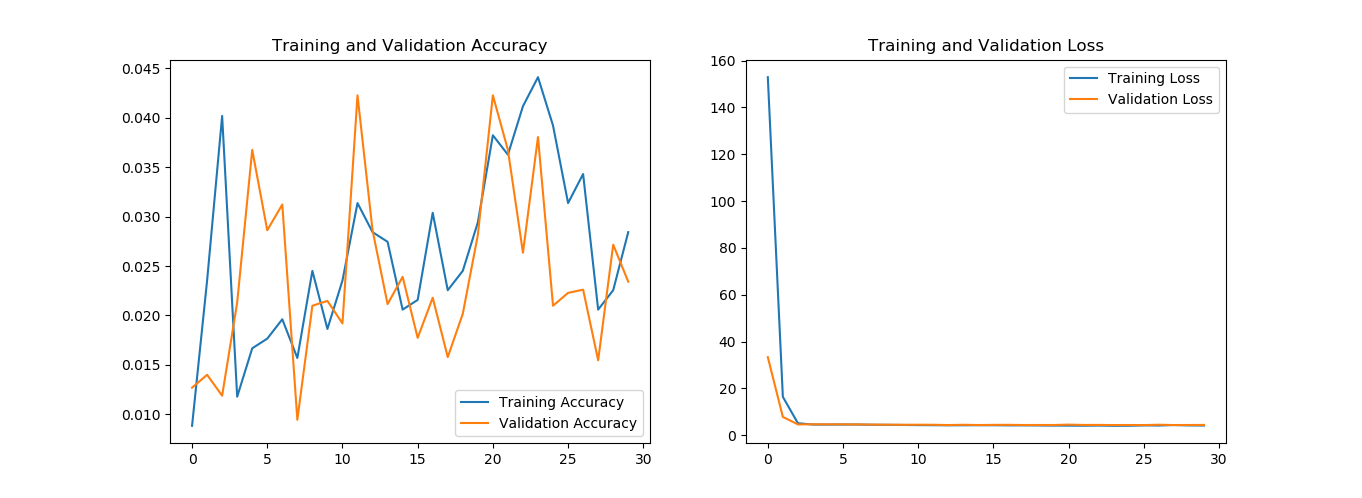 Training and Validation Accuracy
0.045
0.040
0.035
0.030
0.025
0.020
0.015
0.010
0 5 10 15 20 25 30
Training Accuracy
Validation Accuracy
Training and Validation Loss
160
140
120
100
80
60
40
20
0
0 5 10 15 20 25 30
Training Loss
Validation Loss